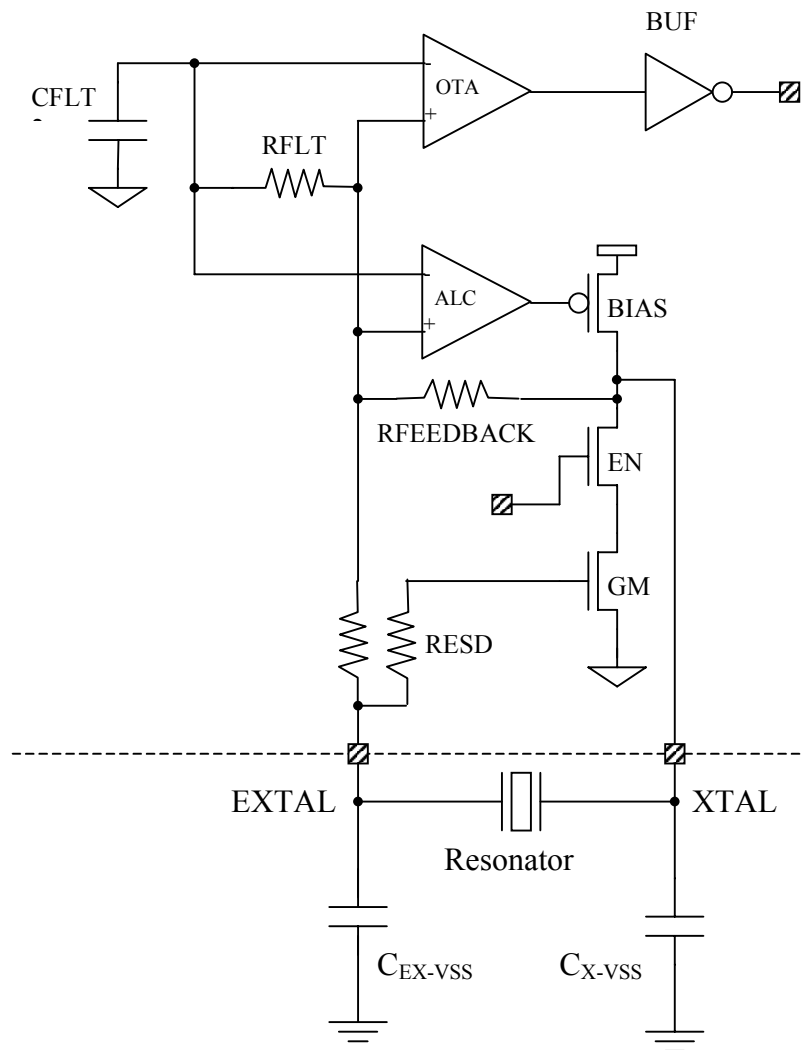 BUF
CFLT
-
OTA
+
RFLT
-
ALC
+
BIAS
RFEEDBACK
EN
GM
RESD
EXTAL
XTAL
Resonator
CEX-VSS
CX-VSS